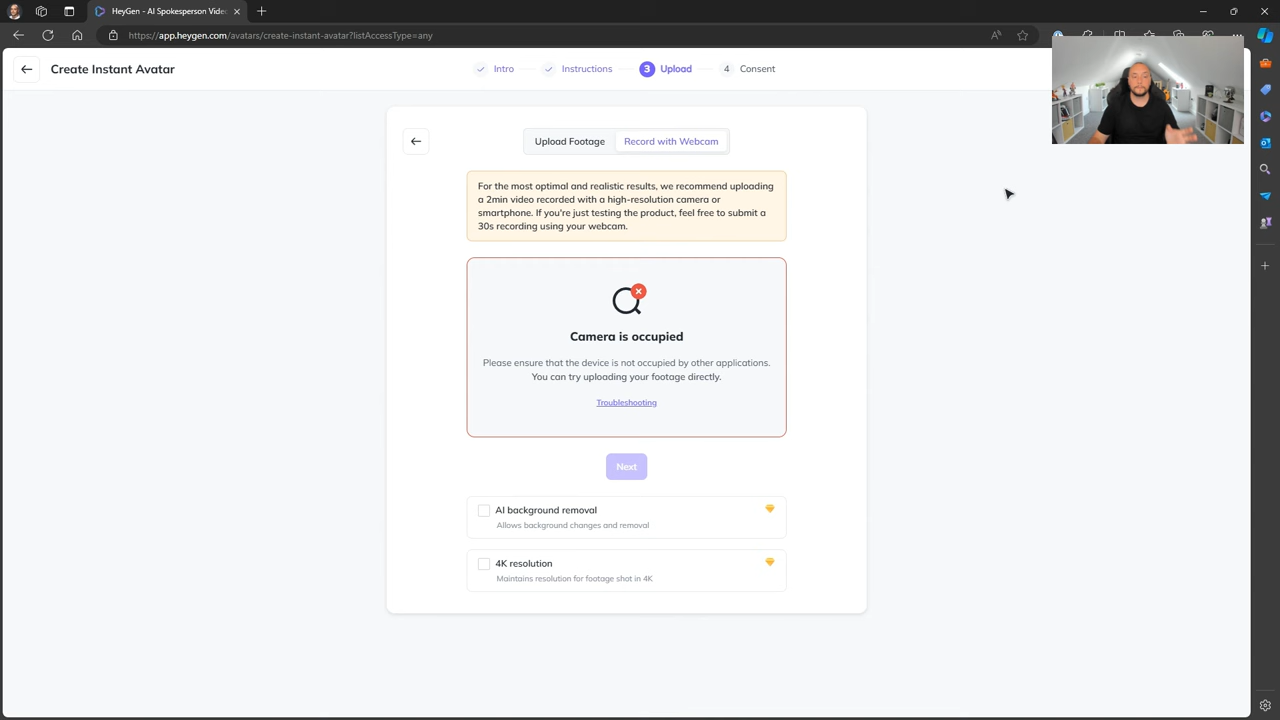 HeyGen - AI Spokesperson Video
https://app.heygen.com/avatars/create-instant-avatar?listAccessType=any
Create Instant Avatar
Intro
Instructions
3 Upload
4 Consent
Upload Footage
Record with Webcam
For the most optimal and realistic results, we recommend uploading
a 2min video recorded with a high-resolution camera or
smartphone. If you're just testing the product, feel free to submit a
30s recording using your webcam.
Camera is occupied
Please ensure that the device is not occupied by other applications.
You can try uploading your footage directly.
Troubleshooting
Next
AI background removal
Allows background changes and removal
4K resolution
Maintains resolution for footage shot in 4K